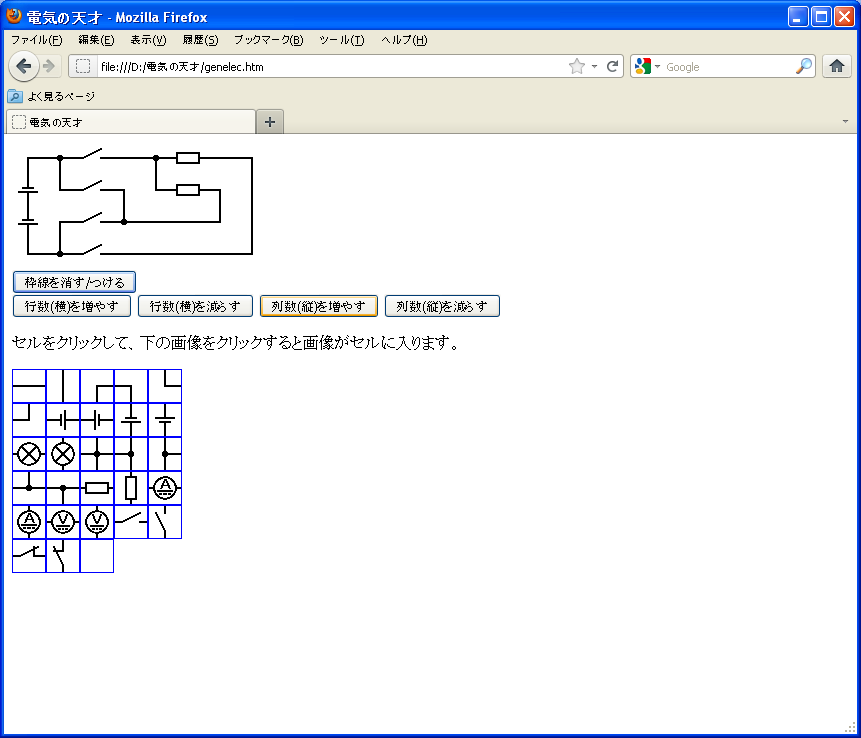 電気の天才 - Mozilla Firefox
ファイル(F) 編集(E) 表示(V) 履歴(S) ブックマーク(B) ツール(T) ヘルプ(H)
file:///D:/電気の天才/genelec.htm Google
よく見るページ
電気の天才
枠線を消す/つける
行数(横)を増やす 行数(横)を減らす 列数(縦)を増やす 列数(縦)を減らす
セルをクリックして、下の画像をクリックすると画像がセルに入ります。
A
A V V